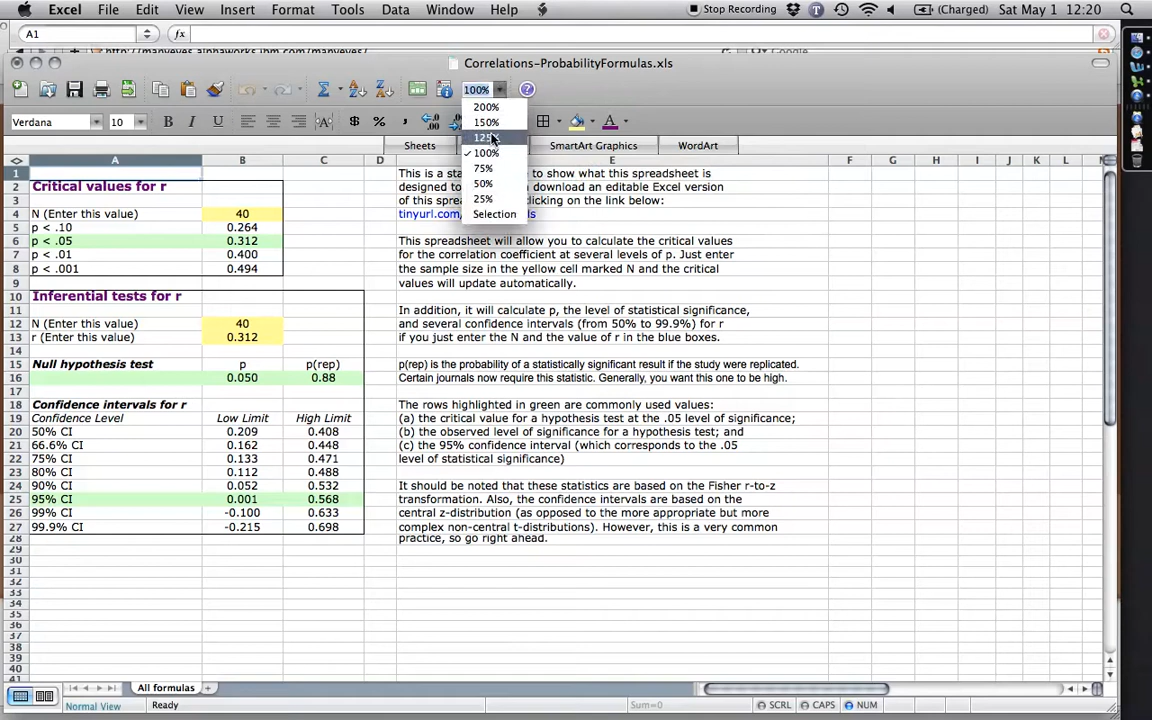 Excel File Edit View Insert Format Tools Data Window Help Stop Recording (Charged) Sat May 1 12:20
A1 fx
Correlations-ProbabilityFormulas.xls
100%
200%
150%
125%
100%
75%
50%
25%
Selection
Verdana 10 B I U ABC $ %
Sheets SmartArt Graphics WordArt
A B C D E F G H I J K L
1 2 3 4 5 6 7 8 9 10 11 12 13 14 15 16 17 18 19 20 21 22 23 24 25 26 27 28 29 30 31 32 33 34 35 36 37 38 39 40 41
Critical values for r
N (Enter this value) 40
p < .10 0.264
p < .05 0.312
p < .01 0.400
p < .001 0.494
Inferential tests for r
N (Enter this value) 40
r (Enter this value) 0.312
Null hypothesis test p p(rep)
0.050 0.88
Confidence intervals for r
Confidence Level Low Limit High Limit
50% CI 0.209 0.408
66.6% CI 0.162 0.448
75% CI 0.133 0.471
80% CI 0.112 0.488
90% CI 0.052 0.532
95% CI 0.001 0.568
99% CI -0.100 0.633
99.9% CI -0.215 0.698
This is a sta to show what this spreadsheet is
designed to download an editable Excel version
of this sprea clicking on the link below:
tinyurl.com/ ls
This spreadsheet will allow you to calculate the critical values
for the correlation coefficient at several levels of p. Just enter
the sample size in the yellow cell marked N and the critical
values will update automatically.
In addition, it will calculate p, the level of statistical significance,
and several confidence intervals (from 50% to 99.9%) for r
if you just enter the N and the value of r in the blue boxes.
p(rep) is the probability of a statistically significant result if the study were replicated.
Certain journals now require this statistic. Generally, you want this one to be high.
The rows highlighted in green are commonly used values:
(a) the critical value for a hypothesis test at the .05 level of significance;
(b) the observed level of significance for a hypothesis test; and
(c) the 95% confidence interval (which corresponds to the .05
level of statistical significance)
It should be noted that these statistics are based on the Fisher r-to-z
transformation. Also, the confidence intervals are based on the
central z-distribution (as opposed to the more appropriate but more
complex non-central t-distributions). However, this is a very common
practice, so go right ahead.
All formulas
Normal View Ready Sum=0 SCRL CAPS NUM